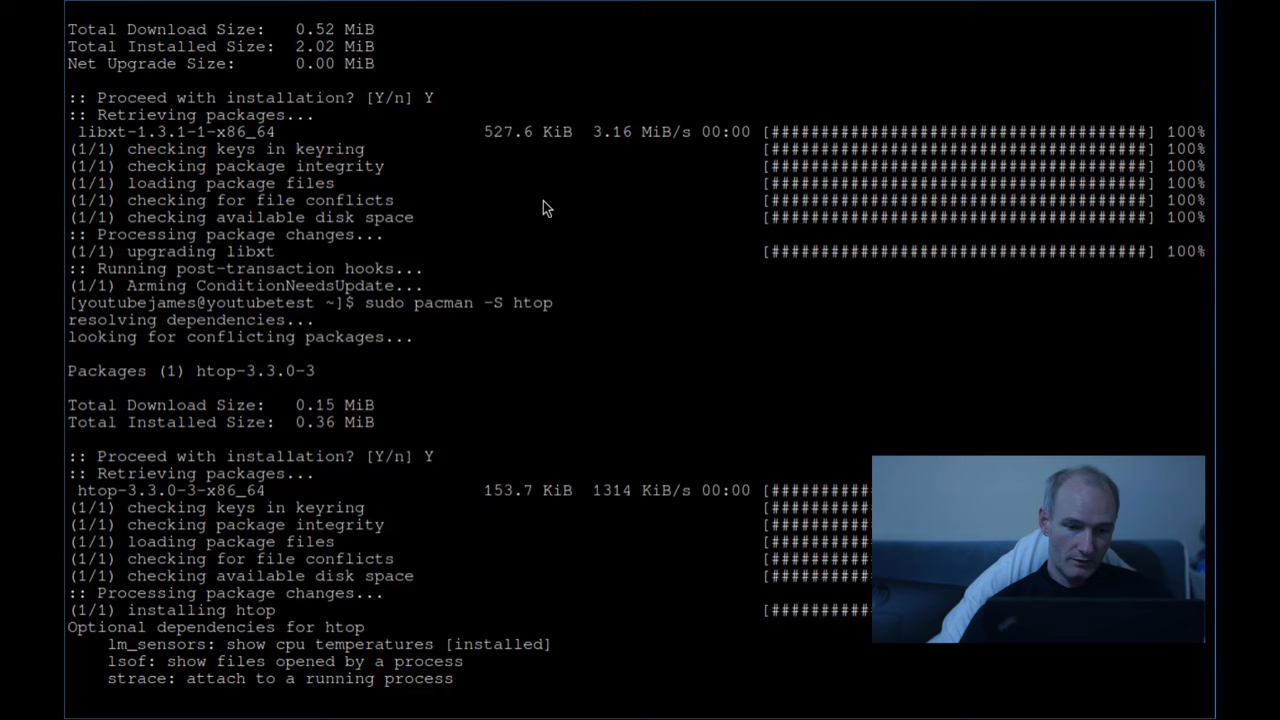 Total Download Size:   0.52 MiB
Total Installed Size:  2.02 MiB
Net Upgrade Size:      0.00 MiB
:: Proceed with installation? [Y/n] Y
:: Retrieving packages...
libxt-1.3.1-1-x86_64                     527.6 KiB  3.16 MiB/s 00:00 [#######################################] 100%
(1/1) checking keys in keyring                                       [#######################################] 100%
(1/1) checking package integrity                                     [#######################################] 100%
(1/1) loading package files                                          [#######################################] 100%
(1/1) checking for file conflicts                                    [#######################################] 100%
(1/1) checking available disk space                                  [#######################################] 100%
:: Processing package changes...
(1/1) upgrading libxt                                                [#######################################] 100%
:: Running post-transaction hooks...
(1/1) Arming ConditionNeedsUpdate...
[youtubejames@youtubetest ~]$ sudo pacman -S htop
resolving dependencies...
looking for conflicting packages...
Packages (1) htop-3.3.0-3
Total Download Size:   0.15 MiB
Total Installed Size:  0.36 MiB
:: Proceed with installation? [Y/n] Y
:: Retrieving packages...
htop-3.3.0-3-x86_64                      153.7 KiB  1314 KiB/s 00:00 [##########
(1/1) checking keys in keyring                                       [##########
(1/1) checking package integrity                                     [##########
(1/1) loading package files                                          [##########
(1/1) checking for file conflicts                                    [##########
(1/1) checking available disk space                                  [##########
:: Processing package changes...
(1/1) installing htop                                                [##########
Optional dependencies for htop
lm_sensors: show cpu temperatures [installed]
lsof: show files opened by a process
strace: attach to a running process